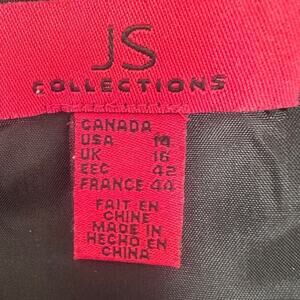 JS
COLLECTIONS
CANADA
USA 14
UK 16
EEC 42
FRANCE 44
FAIT EN
CHINE
MADE IN
HECHO EN
CHINA